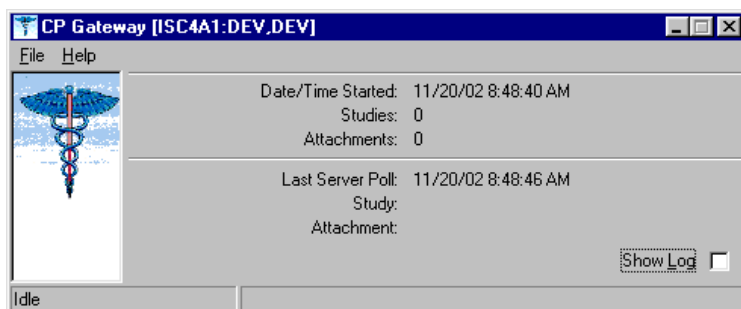 CP Gateway [ISC4A1:DEV,DEV]
File Help
Date/Time Started: 11/20/02 8:48:40 AM
Studies: 0
Attachments: 0
Last Server Poll: 11/20/02 8:48:46 AM
Study:
Attachment:
Show Log
Idle